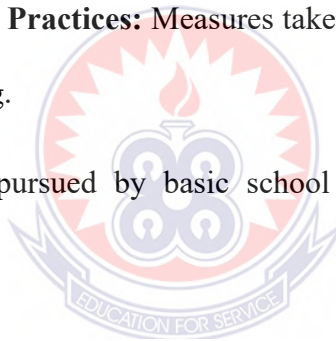 Practices: Measures take
g.
pursued by basic school
EDUCATION FOR SERVICE